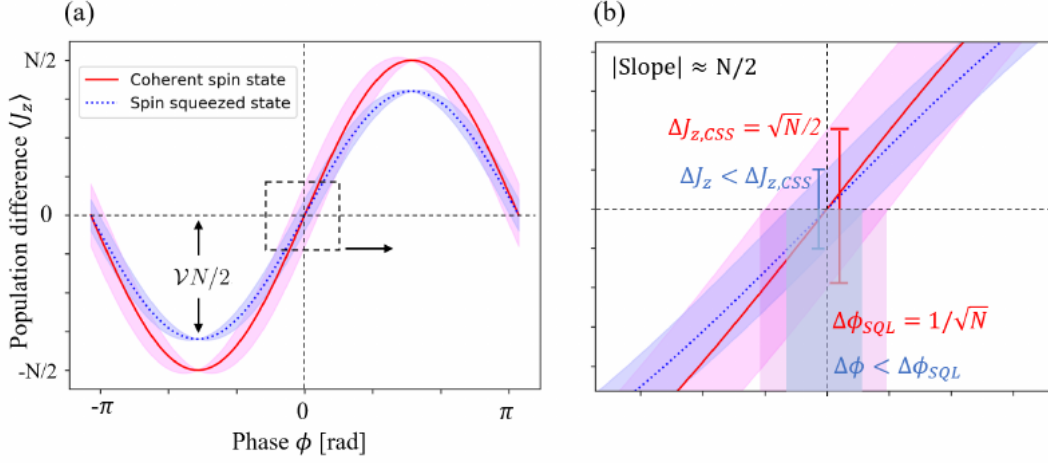 (a)
N/2
0
-N/2
Population difference ⟨J_z⟩
Coherent spin state
Spin squeezed state
𝒱N/2
-π
0
π
Phase ϕ [rad]
(b)
|Slope| ≈ N/2
ΔJ_{z,CSS} = √N/2
ΔJ_z < ΔJ_{z,CSS}
Δϕ_{SQL} = 1/√N
Δϕ < Δϕ_{SQL}